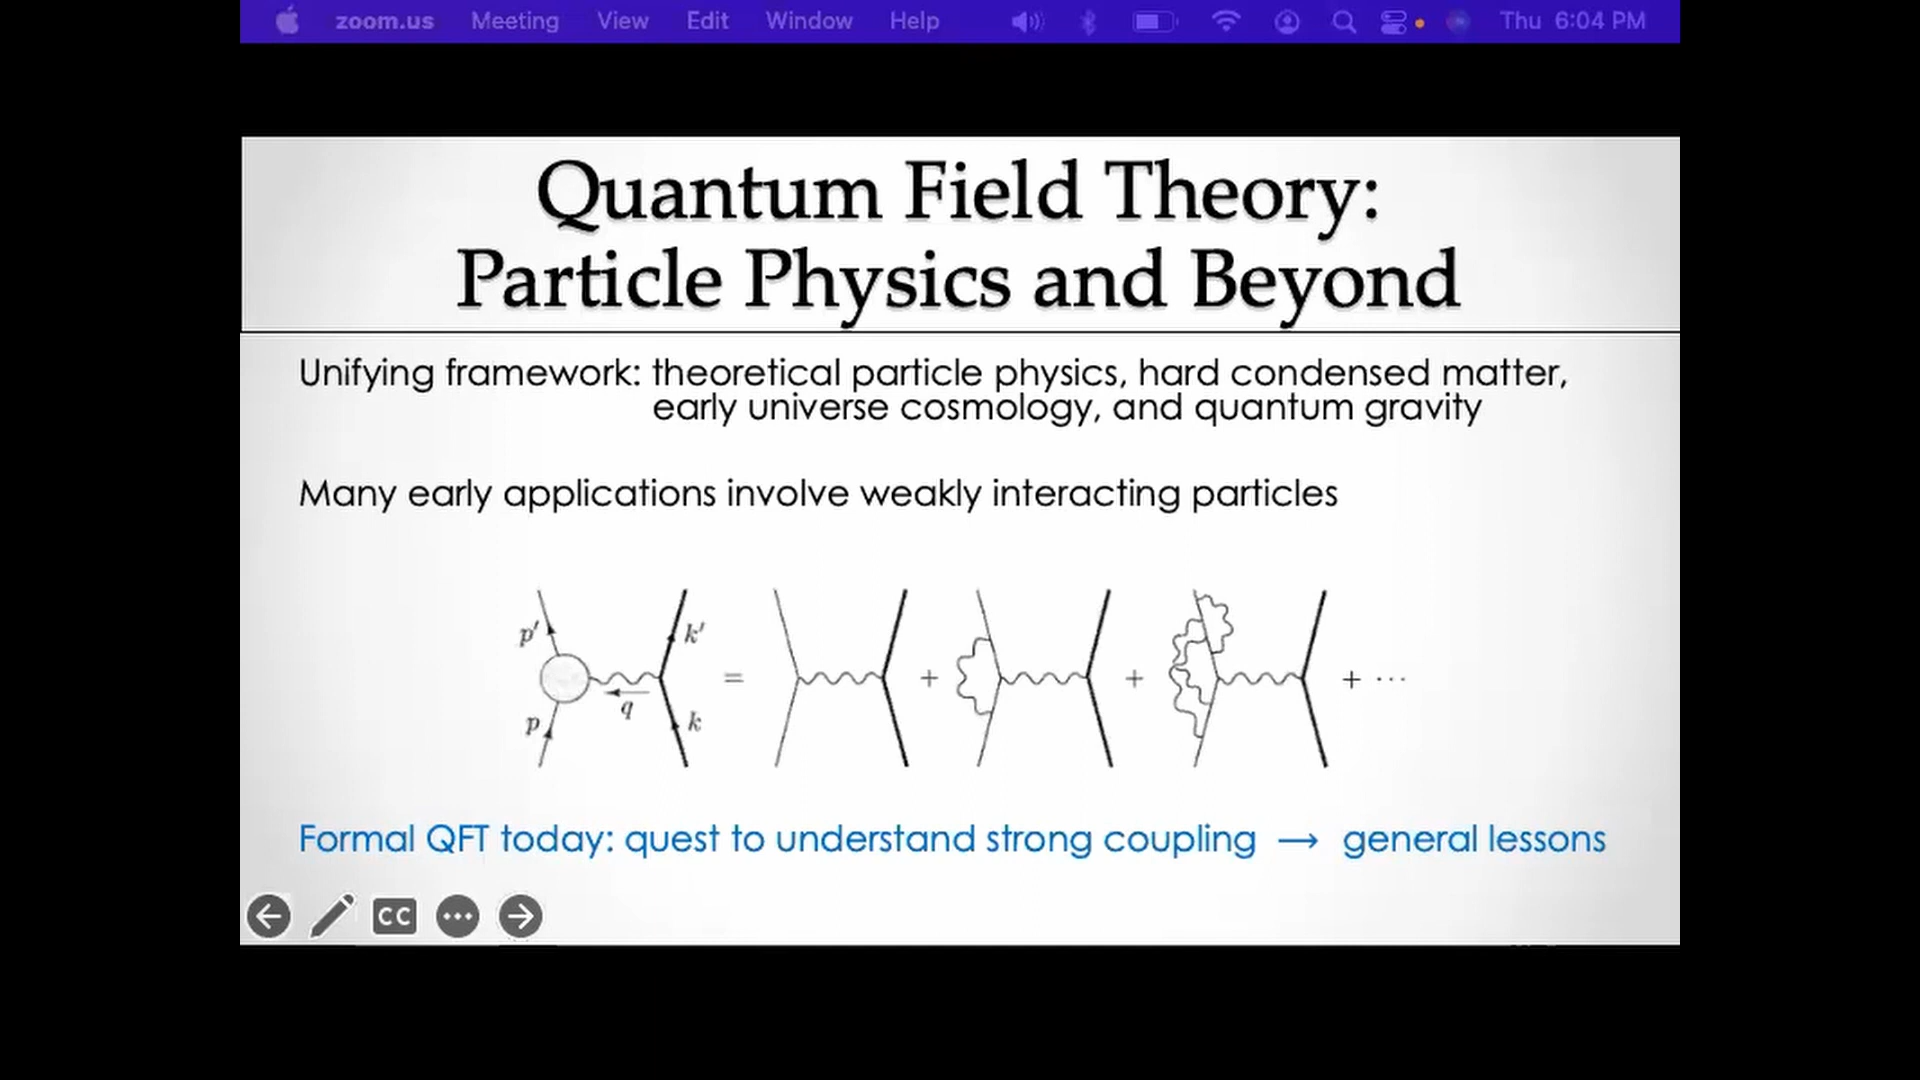 zoom.us Meeting View Edit Window Help Thu 6:04 PM
Quantum Field Theory:
Particle Physics and Beyond
Unifying framework: theoretical particle physics, hard condensed matter,
early universe cosmology, and quantum gravity
Many early applications involve weakly interacting particles
p′ k′
= + + + ···
q
p k
Formal QFT today: quest to understand strong coupling → general lessons
CC